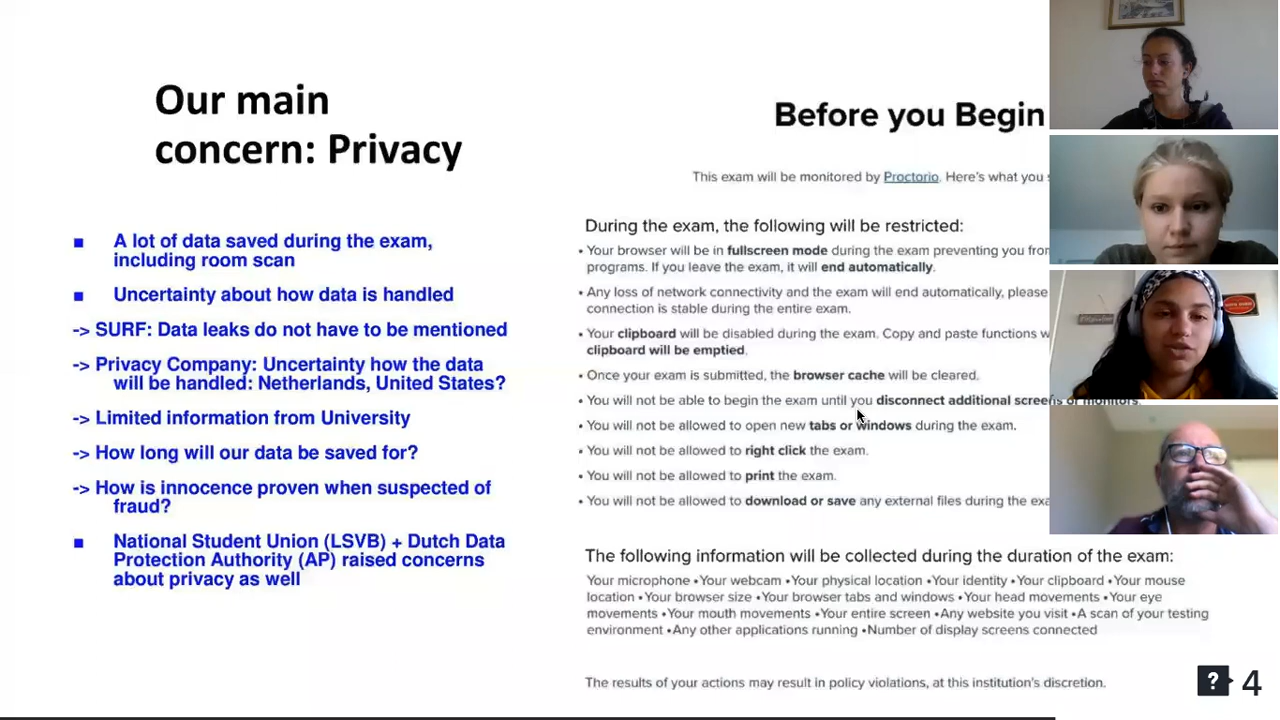 Our main
concern: Privacy
■ A lot of data saved during the exam,
including room scan
■ Uncertainty about how data is handled
-> SURF: Data leaks do not have to be mentioned
-> Privacy Company: Uncertainty how the data
will be handled: Netherlands, United States?
-> Limited information from University
-> How long will our data be saved for?
-> How is innocence proven when suspected of
fraud?
■ National Student Union (LSVB) + Dutch Data
Protection Authority (AP) raised concerns
about privacy as well
Before you Begin
This exam will be monitored by Proctorio. Here's what you
During the exam, the following will be restricted:
• Your browser will be in fullscreen mode during the exam preventing you
programs. If you leave the exam, it will end automatically.
• Any loss of network connectivity and the exam will end automatically, please
connection is stable during the entire exam.
• Your clipboard will be disabled during the exam. Copy and paste functions
clipboard will be emptied.
• Once your exam is submitted, the browser cache will be cleared.
• You will not be able to begin the exam until you disconnect additional screens or monitors.
• You will not be allowed to open new tabs or windows during the exam.
• You will not be allowed to right click the exam.
• You will not be allowed to print the exam.
• You will not be allowed to download or save any external files during the
The following information will be collected during the duration of the exam:
Your microphone •Your webcam •Your physical location •Your identity •Your clipboard •Your mouse
location •Your browser size •Your browser tabs and windows •Your head movements •Your eye
movements •Your mouth movements •Your entire screen •Any website you visit •A scan of your testing
environment •Any other applications running •Number of display screens connected
The results of your actions may result in policy violations, at this institution's discretion.
? 4